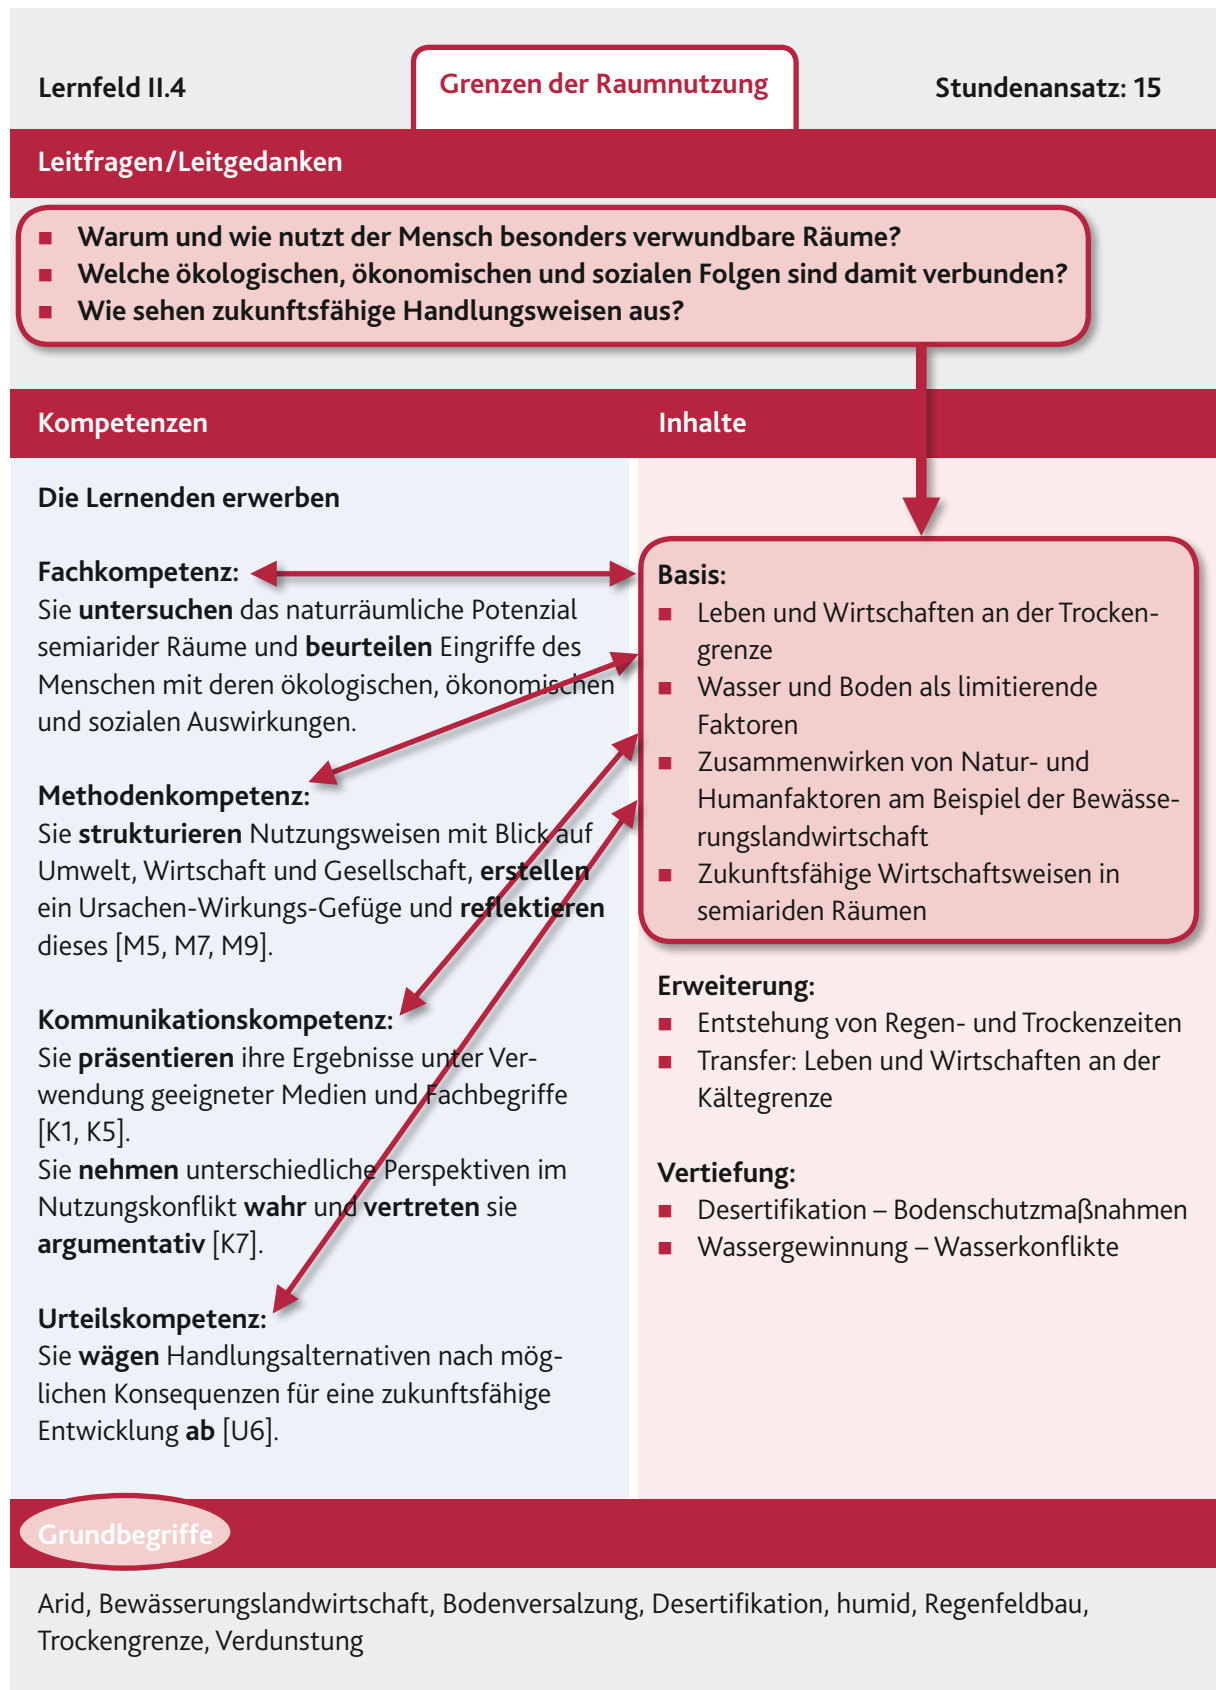 Lernfeld II.4
Grenzen der Raumnutzung
Stundenansatz: 15
Leitfragen/Leitgedanken
■ Warum und wie nutzt der Mensch besonders verwundbare Räume?
■ Welche ökologischen, ökonomischen und sozialen Folgen sind damit verbunden?
■ Wie sehen zukunftsfähige Handlungsweisen aus?
Kompetenzen
Die Lernenden erwerben
Fachkompetenz:
Sie untersuchen das naturräumliche Potenzial
semiarider Räume und beurteilen Eingriffe des
Menschen mit deren ökologischen, ökonomischen
und sozialen Auswirkungen.
Methodenkompetenz:
Sie strukturieren Nutzungsweisen mit Blick auf
Umwelt, Wirtschaft und Gesellschaft, erstellen
ein Ursachen-Wirkungs-Gefüge und reflektieren
dieses [M5, M7, M9].
Kommunikationskompetenz:
Sie präsentieren ihre Ergebnisse unter Ver-
wendung geeigneter Medien und Fachbegriffe
[K1, K5].
Sie nehmen unterschiedliche Perspektiven im
Nutzungskonflikt wahr und vertreten sie
argumentativ [K7].
Urteilskompetenz:
Sie wägen Handlungsalternativen nach mög-
lichen Konsequenzen für eine zukunftsfähige
Entwicklung ab [U6].
Inhalte
Basis:
■ Leben und Wirtschaften an der Trocken-
grenze
■ Wasser und Boden als limitierende
Faktoren
■ Zusammenwirken von Natur- und
Humanfaktoren am Beispiel der Bewässe-
rungslandwirtschaft
■ Zukunftsfähige Wirtschaftsweisen in
semiariden Räumen
Erweiterung:
■ Entstehung von Regen- und Trockenzeiten
■ Transfer: Leben und Wirtschaften an der
Kältegrenze
Vertiefung:
■ Desertifikation – Bodenschutzmaßnahmen
■ Wassergewinnung – Wasserkonflikte
Grundbegriffe
Arid, Bewässerungslandwirtschaft, Bodenversalzung, Desertifikation, humid, Regenfeldbau,
Trockengrenze, Verdunstung